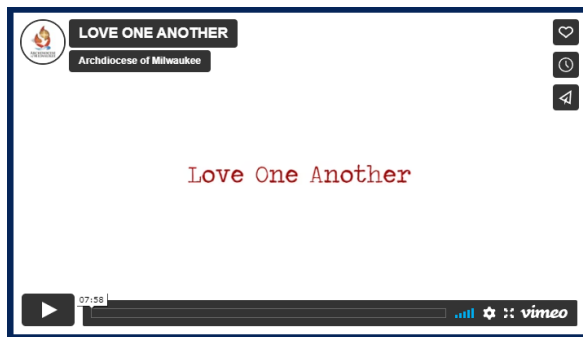 LOVE ONE ANOTHER
Archdiocese of Milwaukee
Love One Another
07:58
vimeo